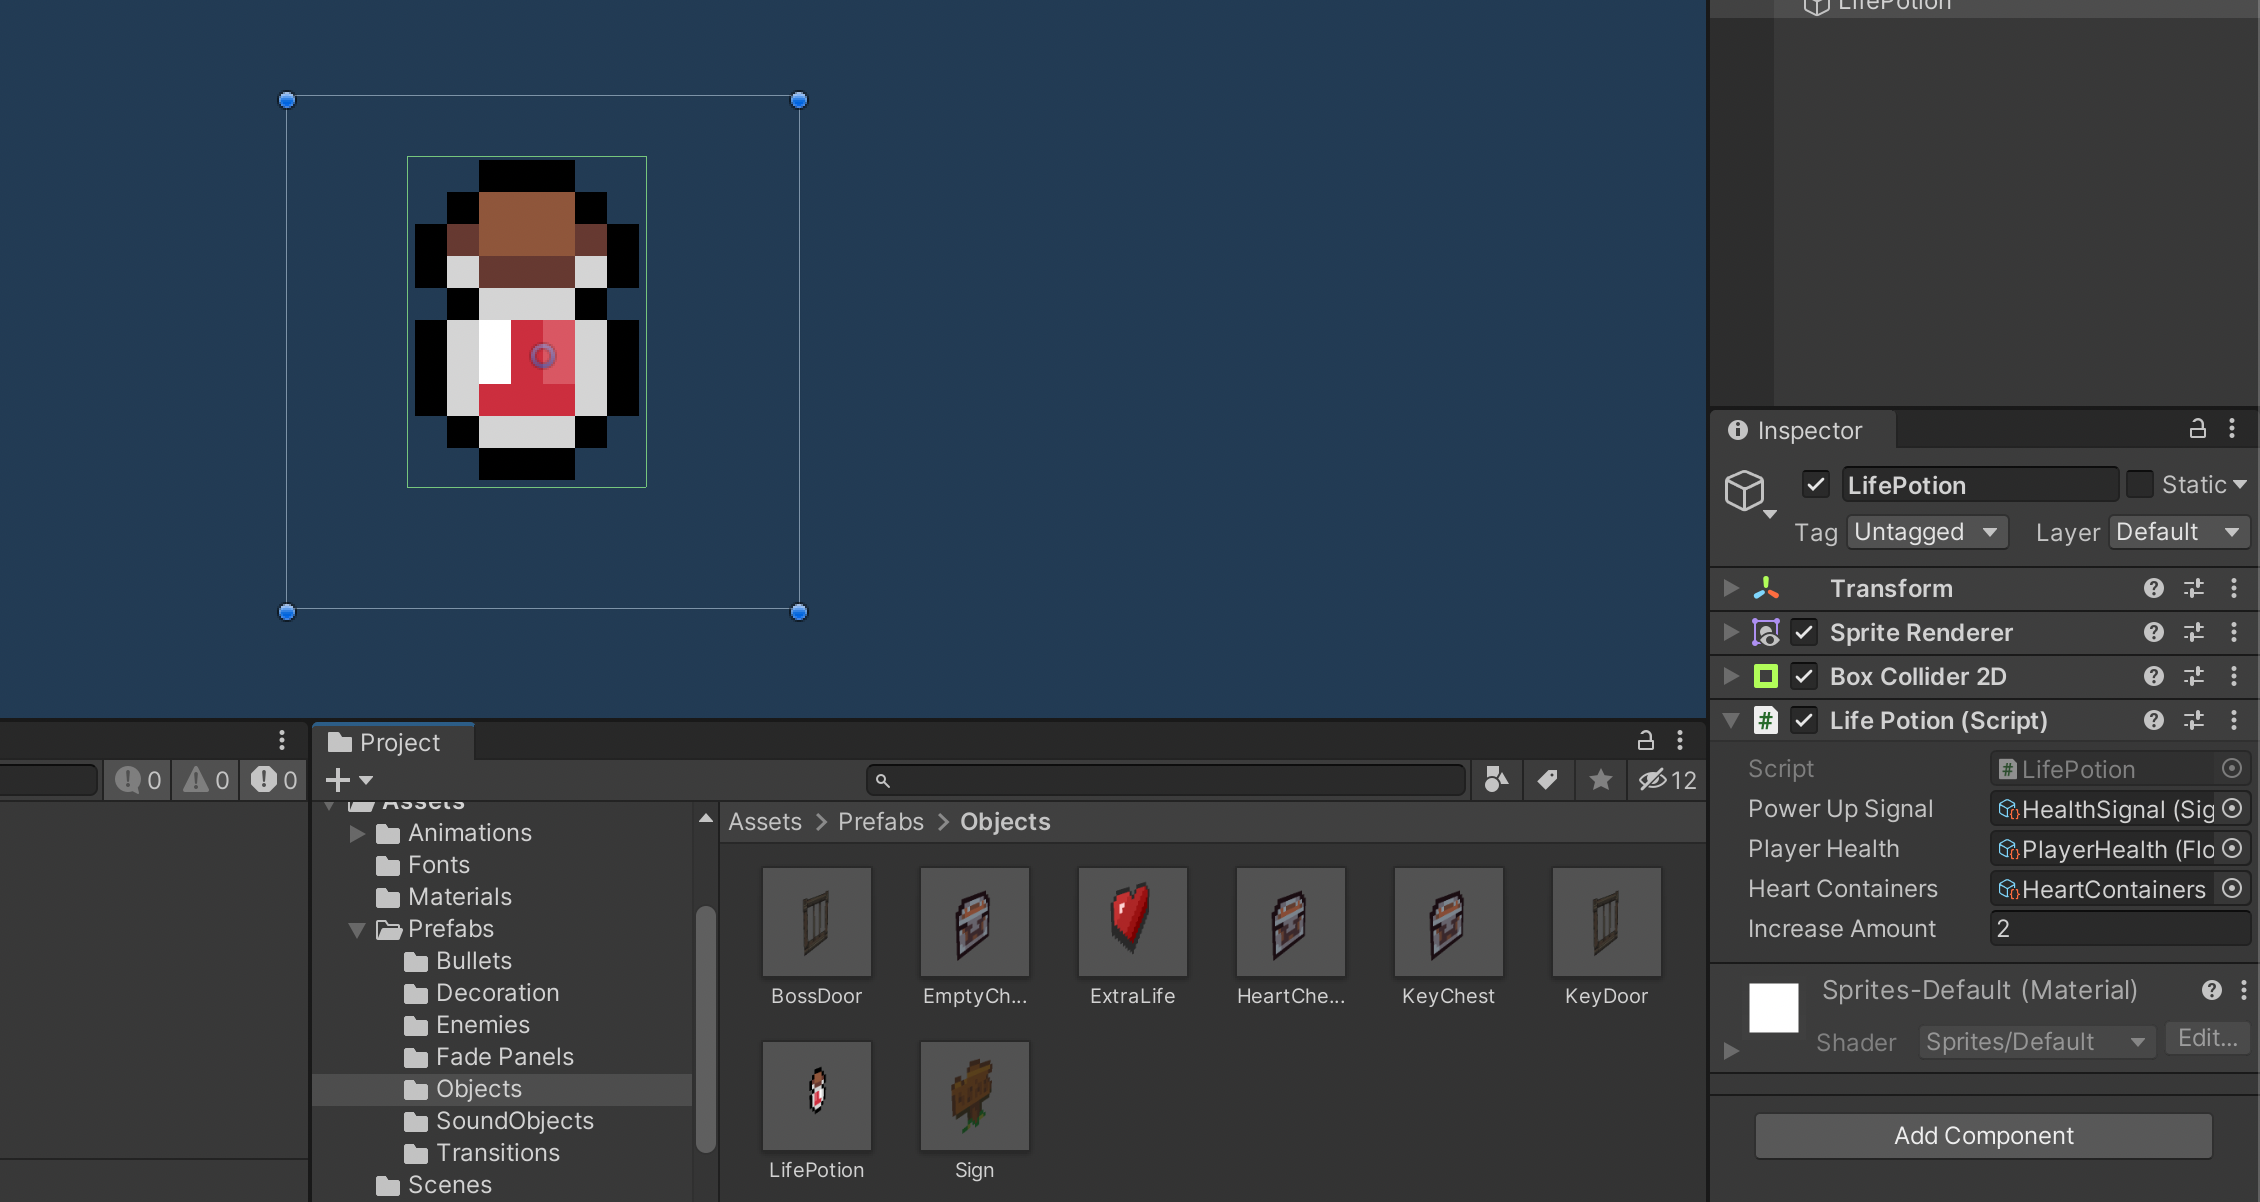 LifePotion
Inspector
LifePotion
Static
Tag Untagged Layer Default
Transform
Sprite Renderer
Box Collider 2D
# Life Potion (Script)
Script # LifePotion
Power Up Signal HealthSignal (Sig
Player Health PlayerHealth (Flo
Heart Containers HeartContainers
Increase Amount 2
Sprites-Default (Material)
Shader Sprites/Default Edit...
Add Component
Project
0 0 0
12
Assets
Animations
Fonts
Materials
Prefabs
Bullets
Decoration
Enemies
Fade Panels
Objects
SoundObjects
Transitions
Scenes
Assets > Prefabs > Objects
BossDoor EmptyCh... ExtraLife HeartChe... KeyChest KeyDoor
LifePotion Sign